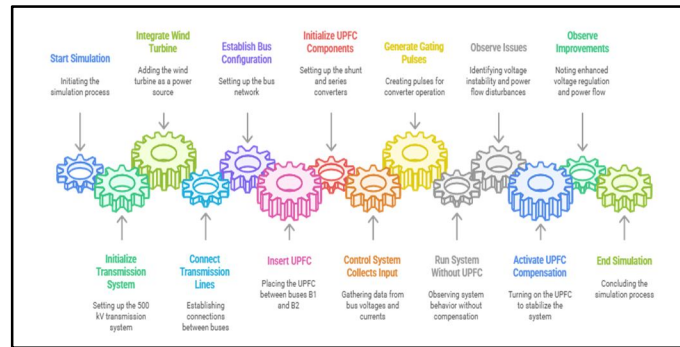 Start Simulation
Initiating the
simulation process
Integrate Wind
Turbine
Adding the wind
turbine as a power
source
Establish Bus
Configuration
Setting up the bus
network
Initialize UPFC
Components
Setting up the shunt
and series
converters
Generate Gating
Pulses
Creating pulses for
converter operation
Observe Issues
Identifying voltage
instability and power
flow disturbances
Observe
Improvements
Noting enhanced
voltage regulation
and power flow
Initialize
Transmission
System
Setting up the 500
kV transmission
system
Connect
Transmission
Lines
Establishing
connections
between buses
Insert UPFC
Placing the UPFC
between buses B1
and B2
Control System
Collects Input
Gathering data from
bus voltages and
currents
Run System
Without UPFC
Observing system
behavior without
compensation
Activate UPFC
Compensation
Turning on the UPFC
to stabilize the
system
End Simulation
Concluding the
simulation process